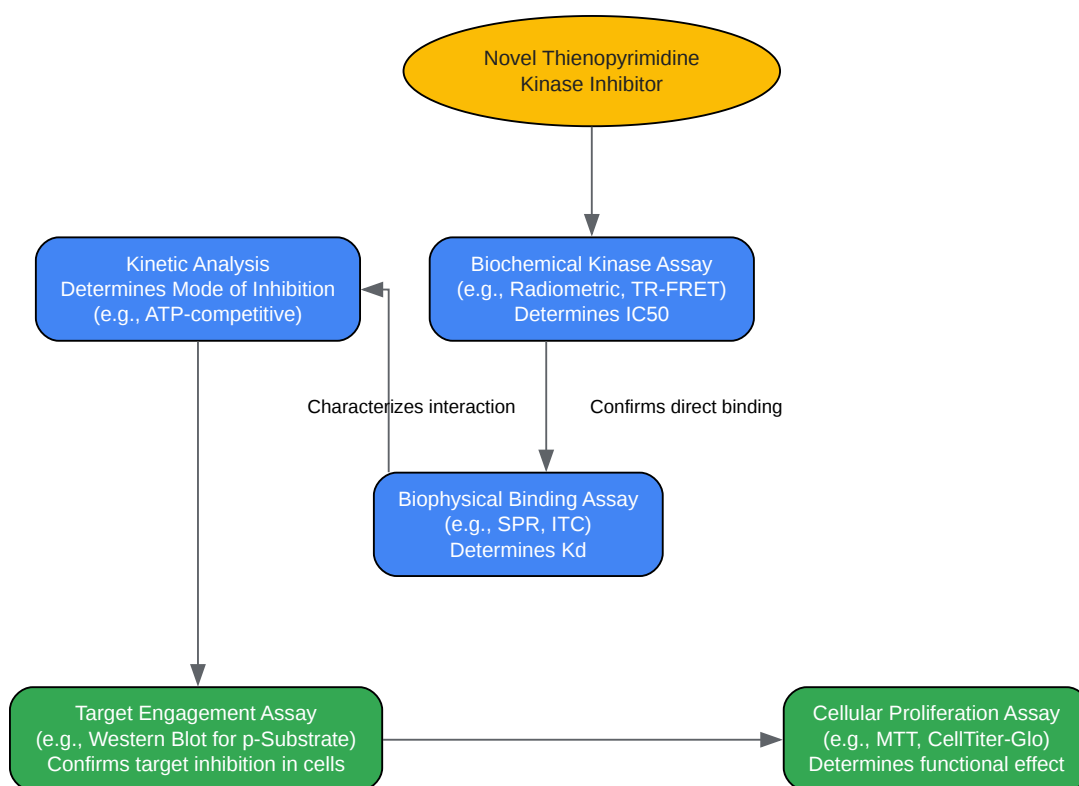 Novel Thienopyrimidine
Kinase Inhibitor
Kinetic Analysis
Determines Mode of Inhibition
(e.g., ATP-competitive)
Biochemical Kinase Assay
(e.g., Radiometric, TR-FRET)
Determines IC50
Characterizes interaction
Confirms direct binding
Biophysical Binding Assay
(e.g., SPR, ITC)
Determines Kd
Target Engagement Assay
(e.g., Western Blot for p-Substrate)
Confirms target inhibition in cells
Cellular Proliferation Assay
(e.g., MTT, CellTiter-Glo)
Determines functional effect